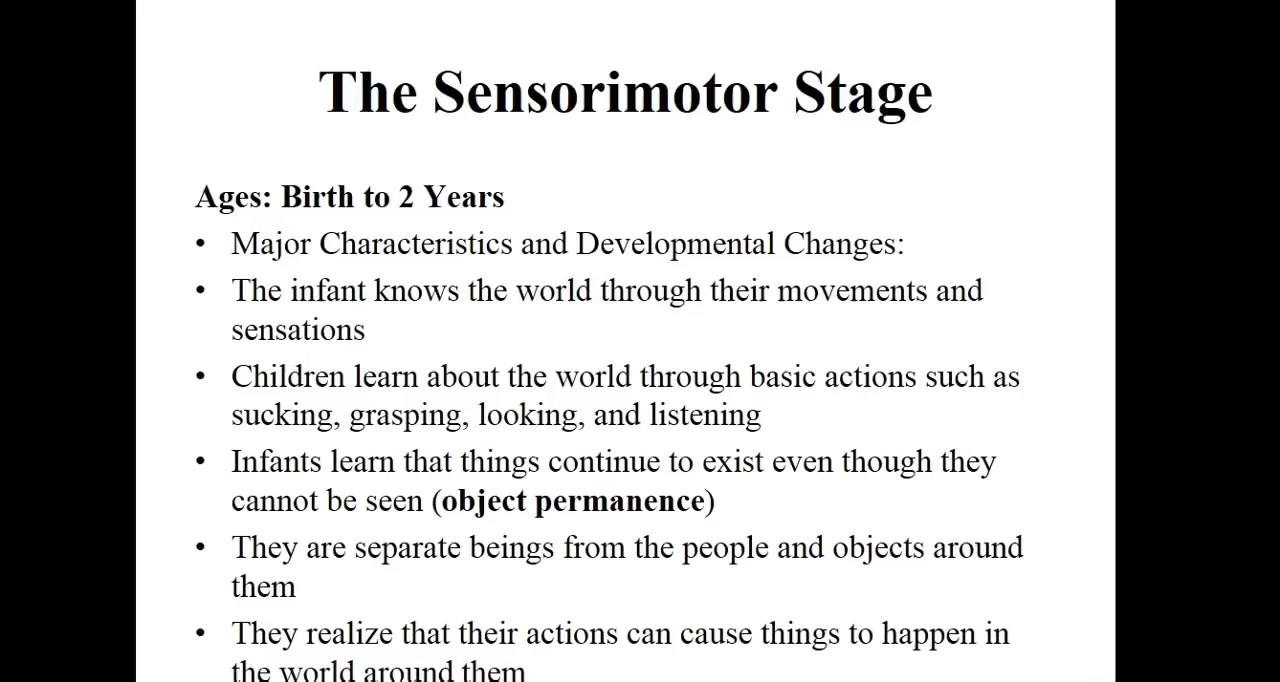 The Sensorimotor Stage
Ages: Birth to 2 Years
• Major Characteristics and Developmental Changes:
• The infant knows the world through their movements and
sensations
• Children learn about the world through basic actions such as
sucking, grasping, looking, and listening
• Infants learn that things continue to exist even though they
cannot be seen (object permanence)
• They are separate beings from the people and objects around
them
• They realize that their actions can cause things to happen in
the world around them